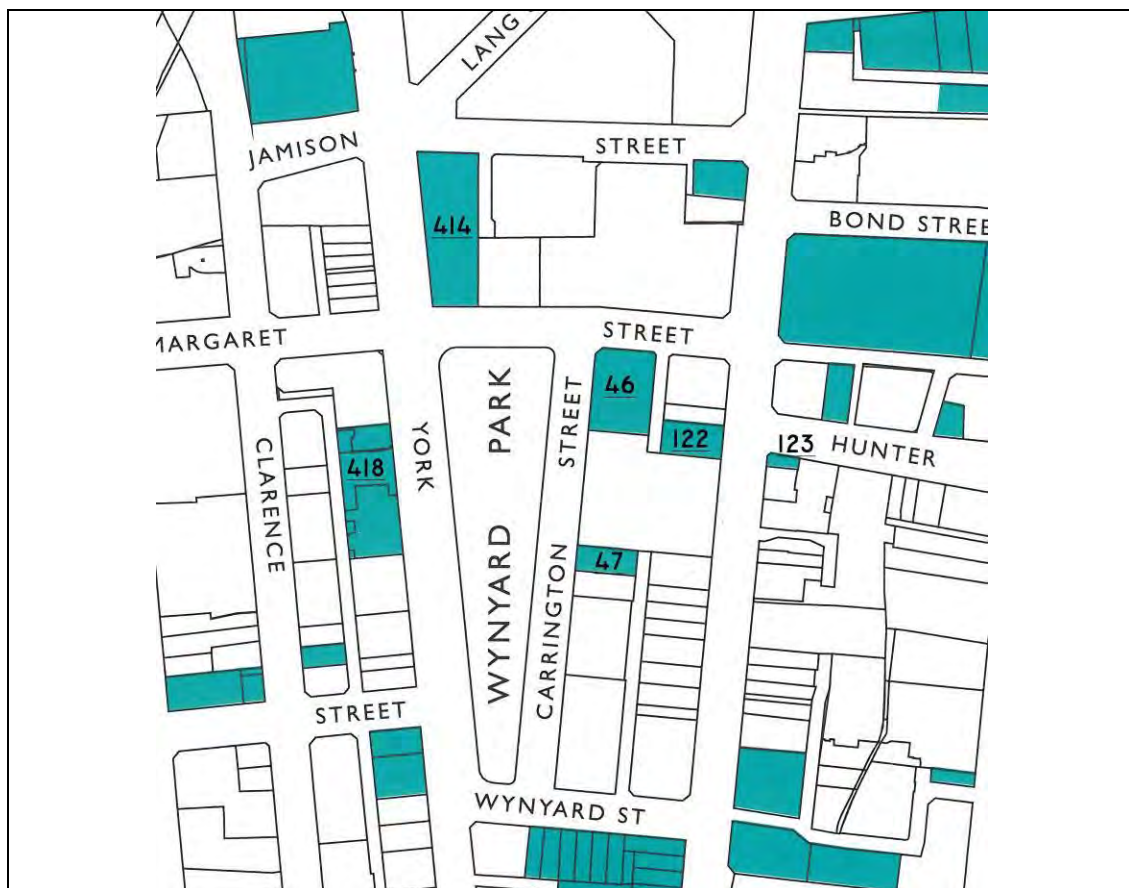 LANG
JAMISON
STREET
414
BOND STREE
MARGARET
STREET
WYNYARD PARK
CARRINGTON STREET
46
122
123
HUNTER
YORK
418
CLARENCE
47
STREET
WYNYARD ST